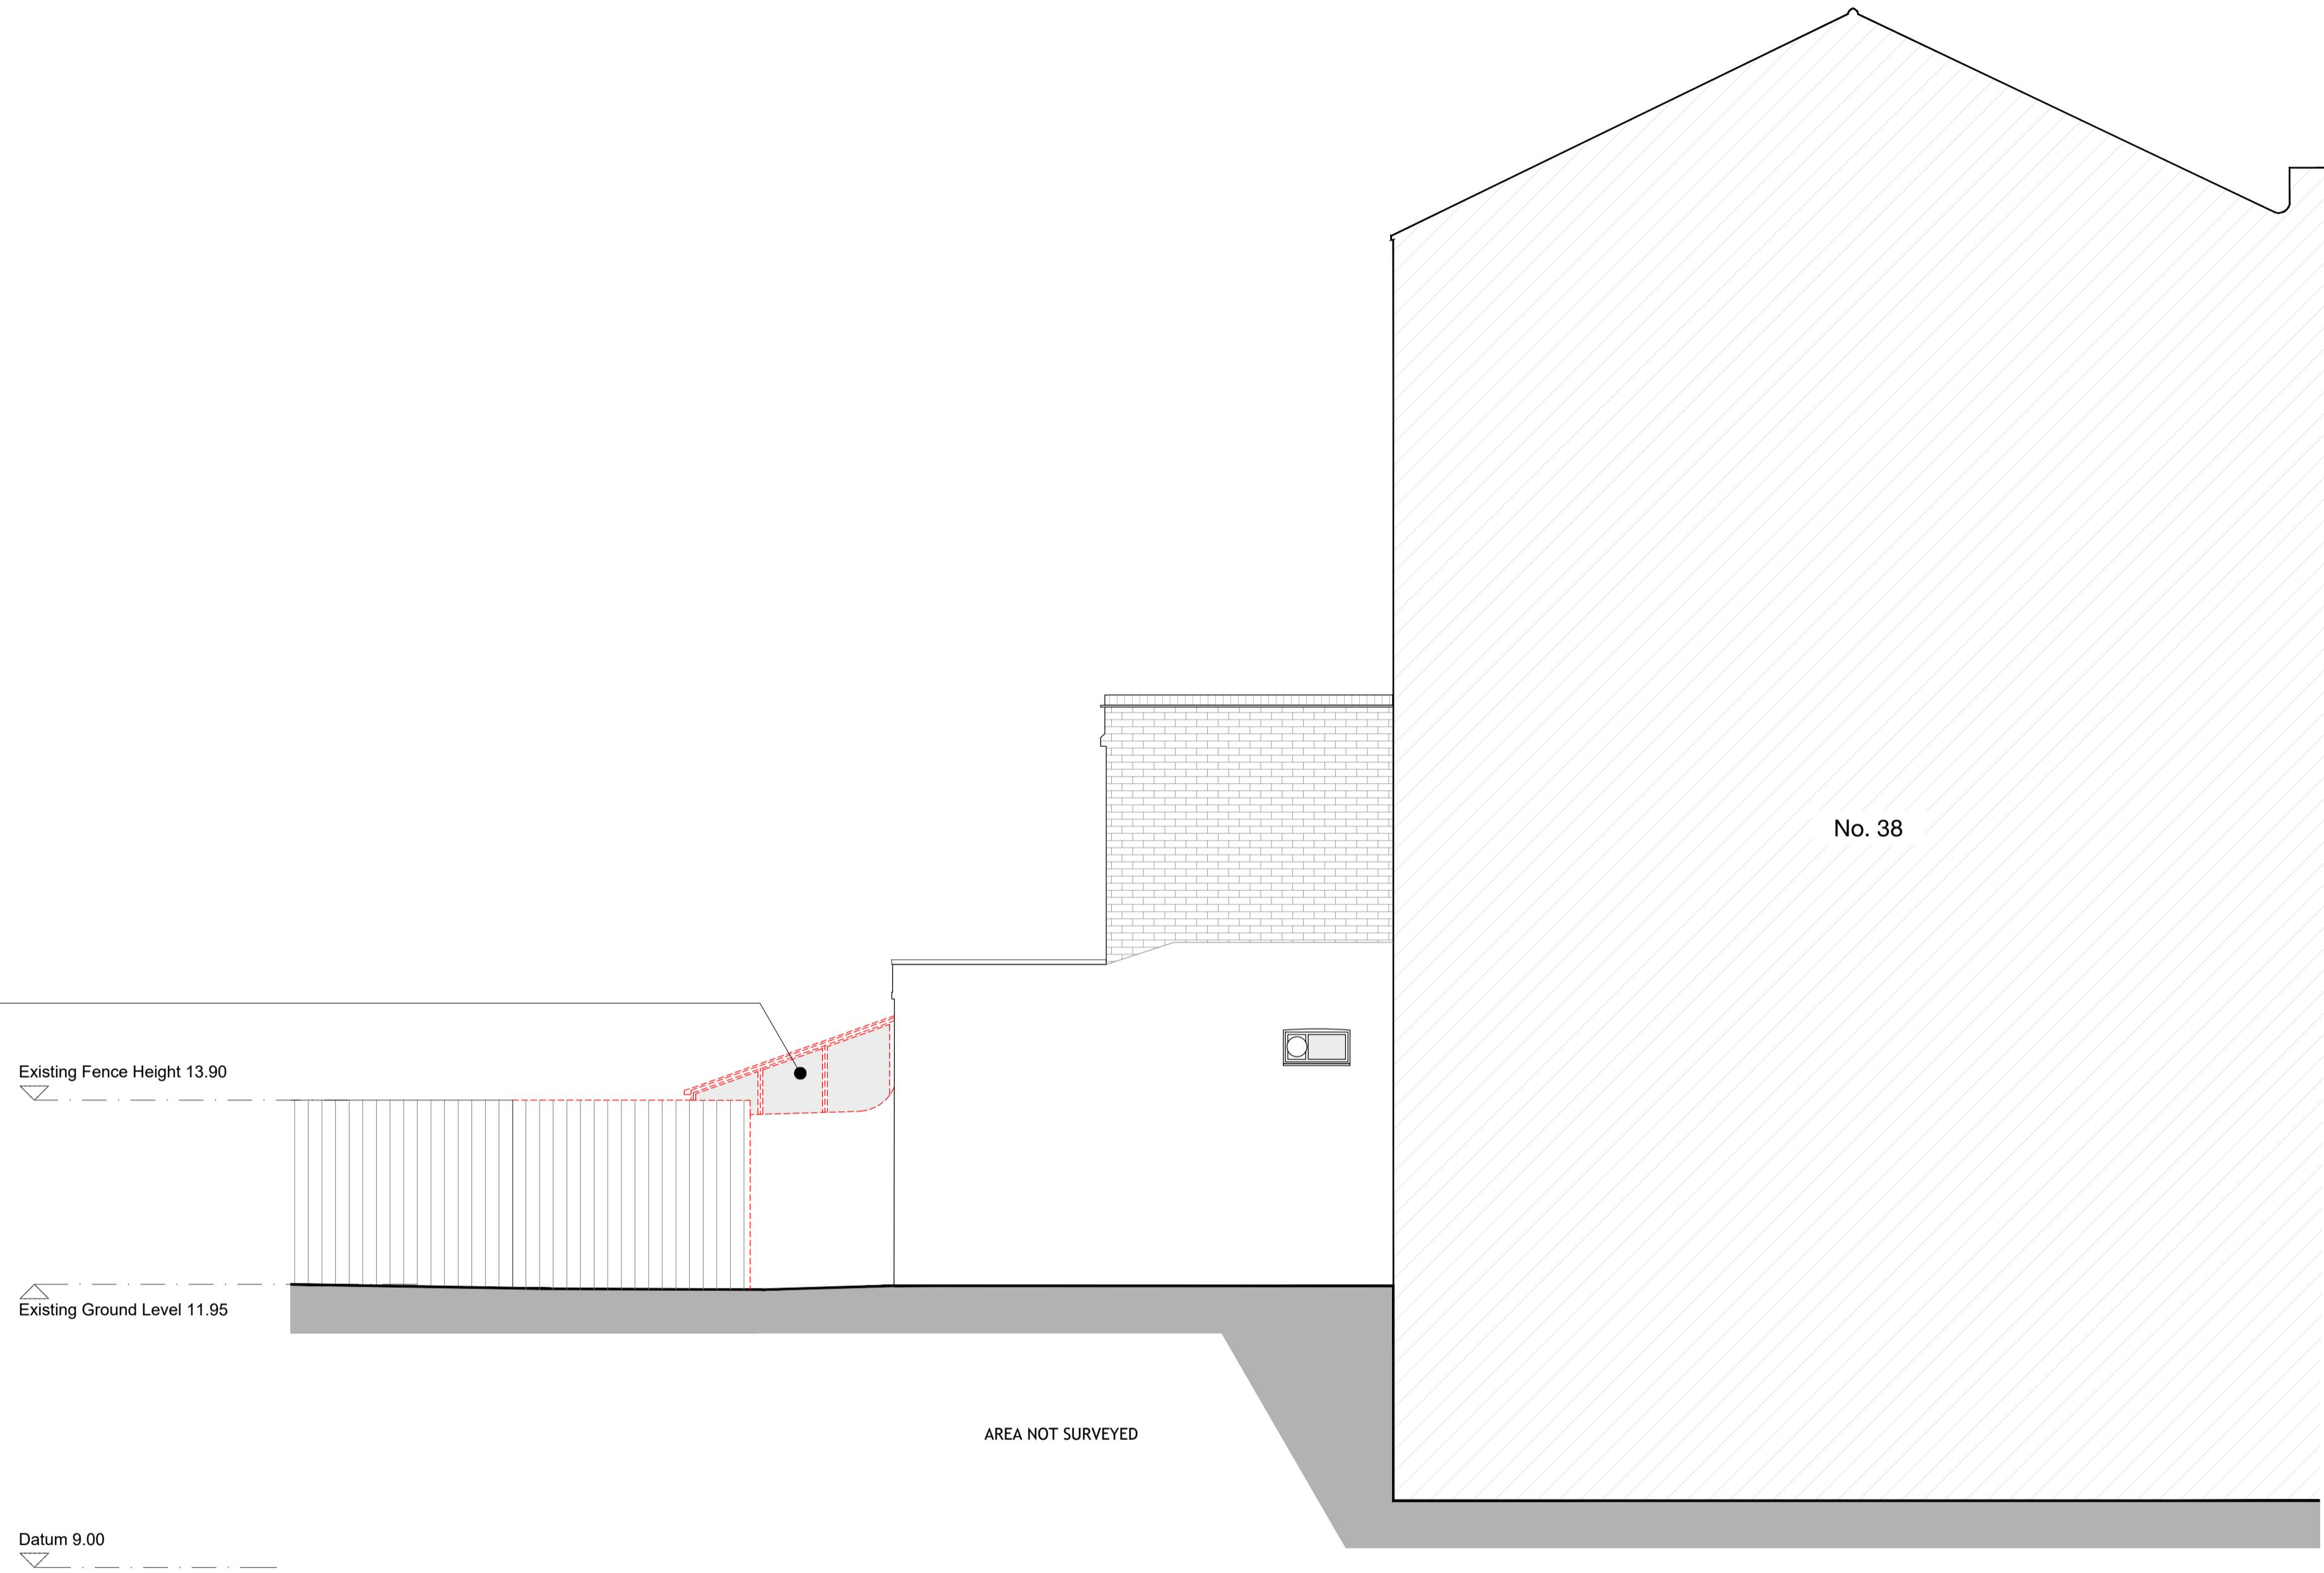 No. 38
Existing Fence Height 13.90
Existing Ground Level 11.95
AREA NOT SURVEYED
Datum 9.00